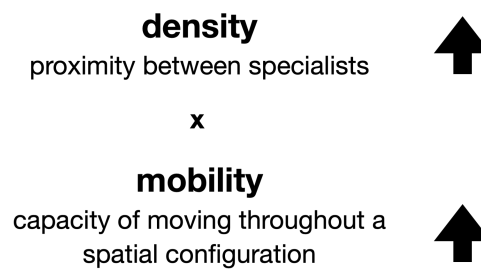 density
proximity between specialists
x
mobility
capacity of moving throughout a
spatial configuration